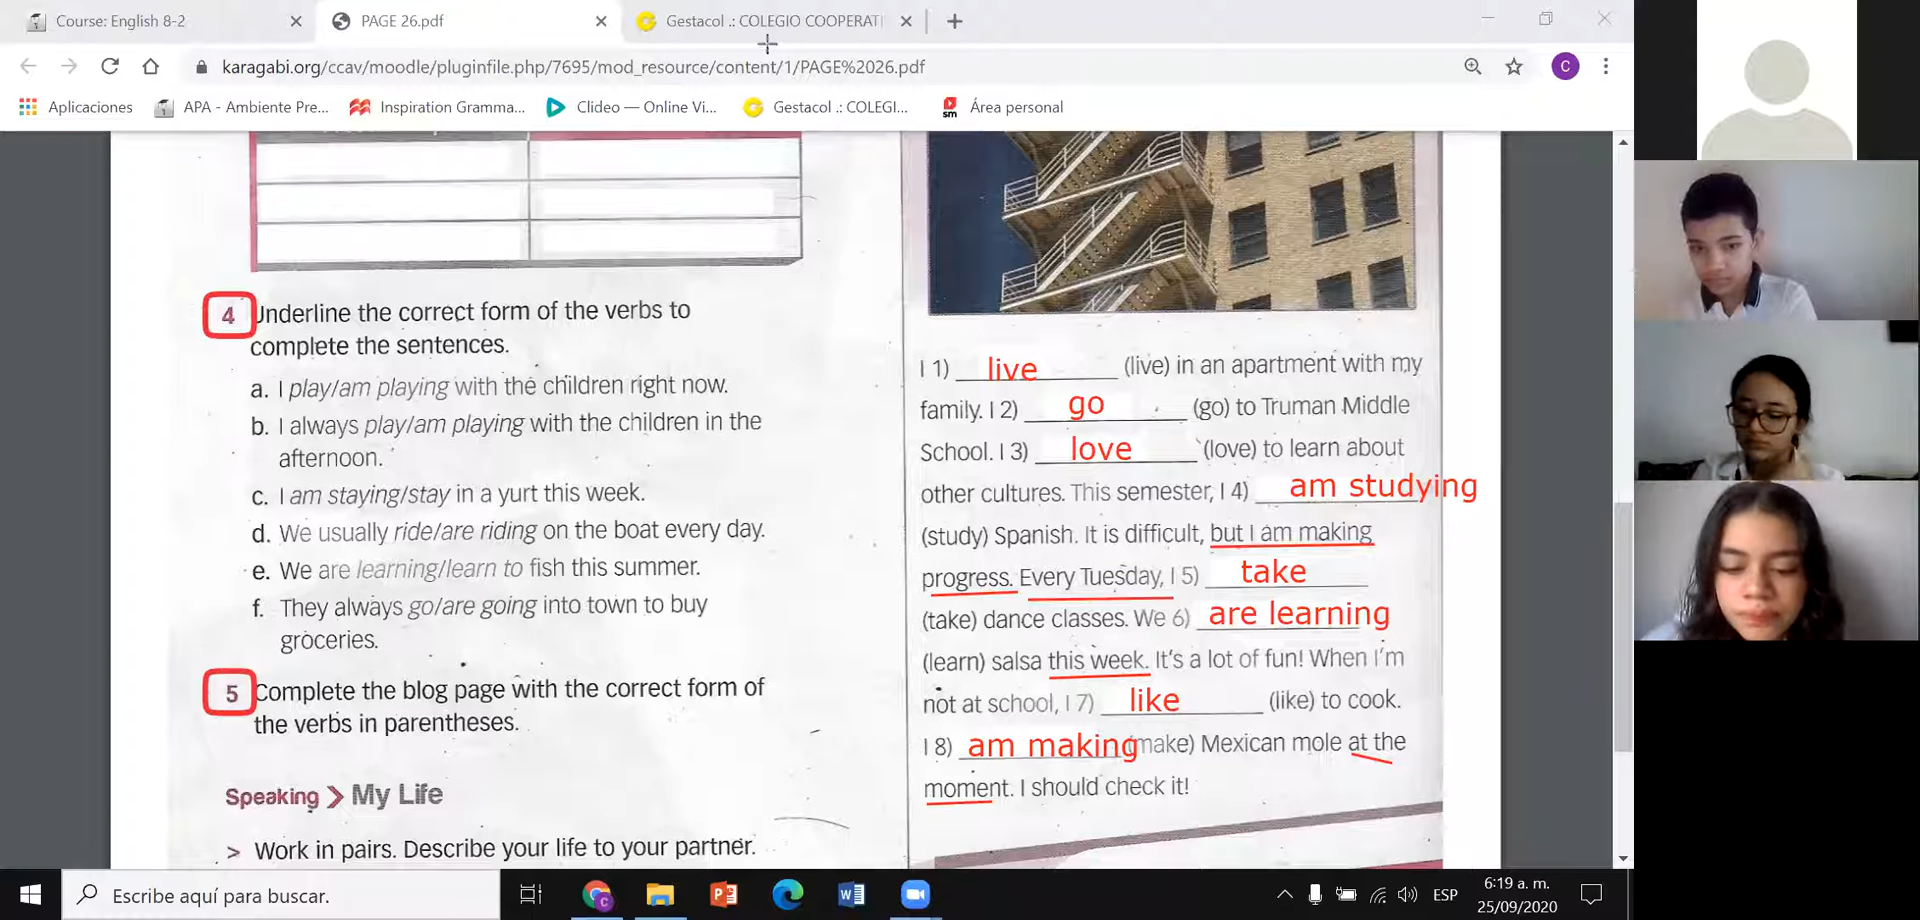 Course: English 8-2
PAGE 26.pdf
Gestacol .: COLEGIO COOPERATI
karagabi.org/ccav/moodle/pluginfile.php/7695/mod_resource/content/1/PAGE%2026.pdf
C
Aplicaciones
APA - Ambiente Pre...
Inspiration Gramma...
Clideo — Online Vi...
Gestacol .: COLEGI...
sm
Área personal
4 Underline the correct form of the verbs to
complete the sentences.
a. I play/am playing with the children right now.
b. I always play/am playing with the children in the
afternoon.
c. I am staying/stay in a yurt this week.
d. We usually ride/are riding on the boat every day.
e. We are learning/learn to fish this summer.
f. They always go/are going into town to buy
groceries.
5 Complete the blog page with the correct form of
the verbs in parentheses.
Speaking > My Life
> Work in pairs. Describe your life to your partner.
I 1) live (live) in an apartment with my
family. I 2) go (go) to Truman Middle
School. I 3) love (love) to learn about
other cultures. This semester, I 4) am studying
(study) Spanish. It is difficult, but I am making
progress. Every Tuesday, I 5) take
(take) dance classes. We 6) are learning
(learn) salsa this week. It's a lot of fun! When I'm
not at school, I 7) like (like) to cook.
I 8) am making (make) Mexican mole at the
moment. I should check it!
Escribe aquí para buscar.
ESP
6:19 a. m.
25/09/2020